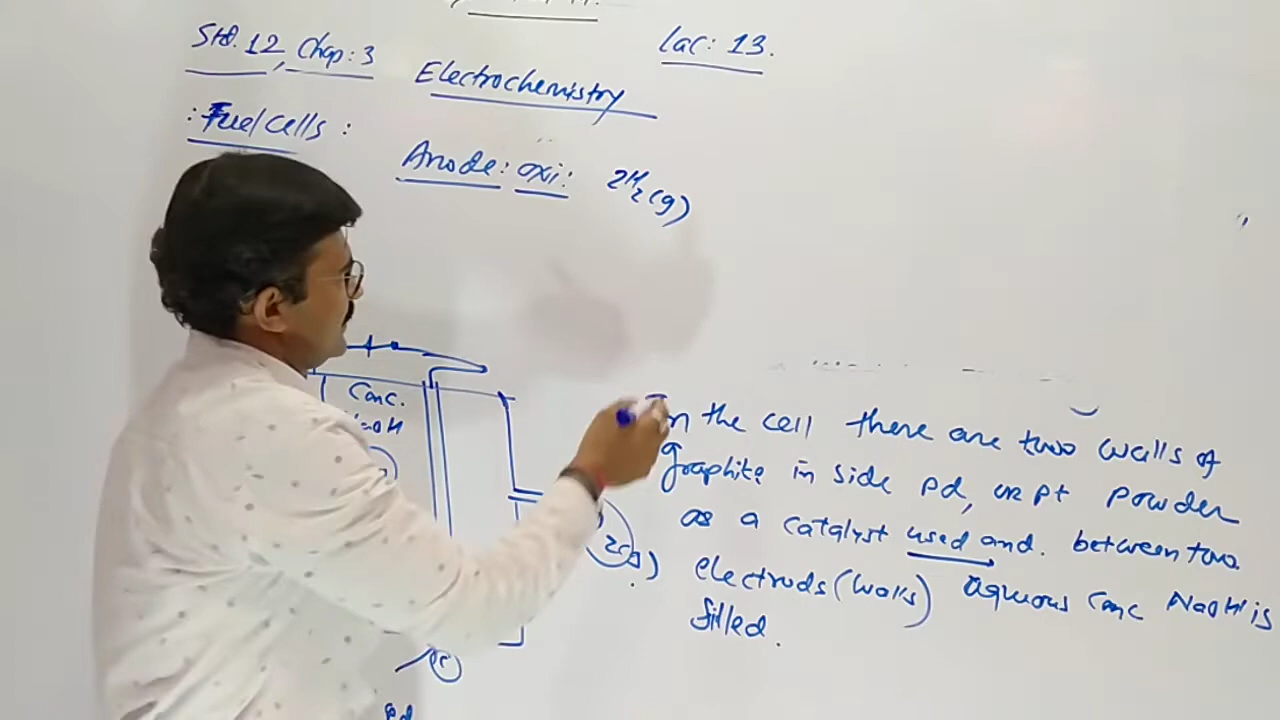 Std. 12, Chap: 3
Lac: 13.
Electrochemistry
: Fuel cells :
Anode: oxi: 2H2(g)
Conc.
In the cell there are two walls of
graphite in side pd, or pt powder
as a catalyst used and. between two
electrods (walls) aqueous conc NaOH is
filled.
pd